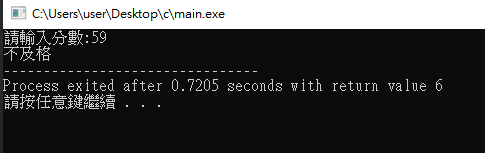 C:\Users\user\Desktop\c\main.exe
請輸入分數:59
不及格
--------------------------------
Process exited after 0.7205 seconds with return value 6
請按任意鍵繼續 . . .